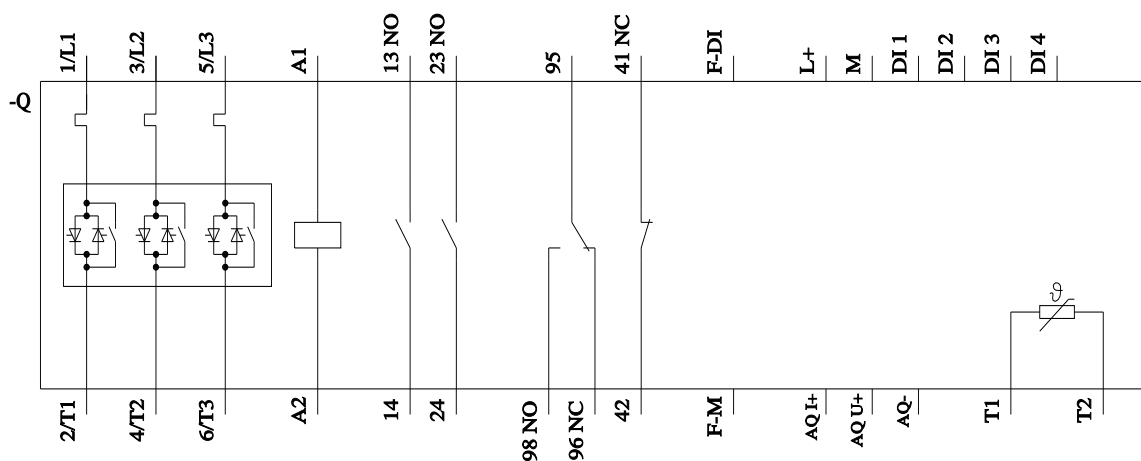 1/L1
3/L2
5/L3
A1
13 NO
23 NO
95
41 NC
F-DI
L+
M
DI 1
DI 2
DI 3
DI 4
-Q
ϑ
2/T1
4/T2
6/T3
A2
14
24
98 NO
96 NC
42
F-M
AQ I+
AQ U+
AQ-
T1
T2